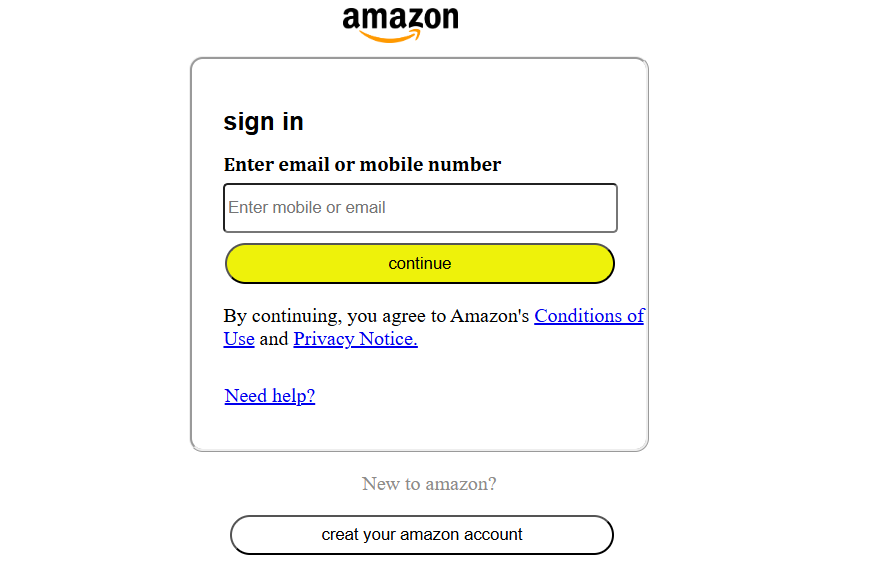 amazon
sign in
Enter email or mobile number
Enter mobile or email
continue
By continuing, you agree to Amazon's Conditions of
Use and Privacy Notice.
Need help?
New to amazon?
creat your amazon account